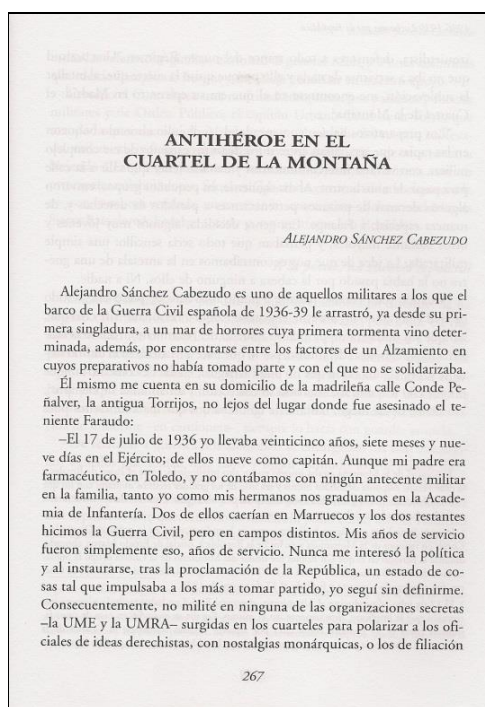 ANTIHÉROE EN EL
CUARTEL DE LA MONTAÑA
ALEJANDRO SÁNCHEZ CABEZUDO
Alejandro Sánchez Cabezudo es uno de aquellos militares a los que el
barco de la Guerra Civil española de 1936-39 le arrastró, ya desde su pri-
mera singladura, a un mar de horrores cuya primera tormenta vino deter-
minada, además, por encontrarse entre los factores de un Alzamiento en
cuyos preparativos no había tomado parte y con el que no se solidarizaba.
Él mismo me cuenta en su domicilio de la madrileña calle Conde Pe-
ñalver, la antigua Torrijos, no lejos del lugar donde fue asesinado el te-
niente Faraudo:
–El 17 de julio de 1936 yo llevaba veinticinco años, siete meses y nue-
ve días en el Ejército; de ellos nueve como capitán. Aunque mi padre era
farmacéutico, en Toledo, y no contábamos con ningún antecente militar
en la familia, tanto yo como mis hermanos nos graduamos en la Acade-
mia de Infantería. Dos de ellos caerían en Marruecos y los dos restantes
hicimos la Guerra Civil, pero en campos distintos. Mis años de servicio
fueron simplemente eso, años de servicio. Nunca me interesó la política
y al instaurarse, tras la proclamación de la República, un estado de co-
sas tal que impulsaba a los más a tomar partido, yo seguí sin definirme.
Consecuentemente, no milité en ninguna de las organizaciones secretas
–la UME y la UMRA– surgidas en los cuarteles para polarizar a los ofi-
ciales de ideas derechistas, con nostalgias monárquicas, o los de filiación
267